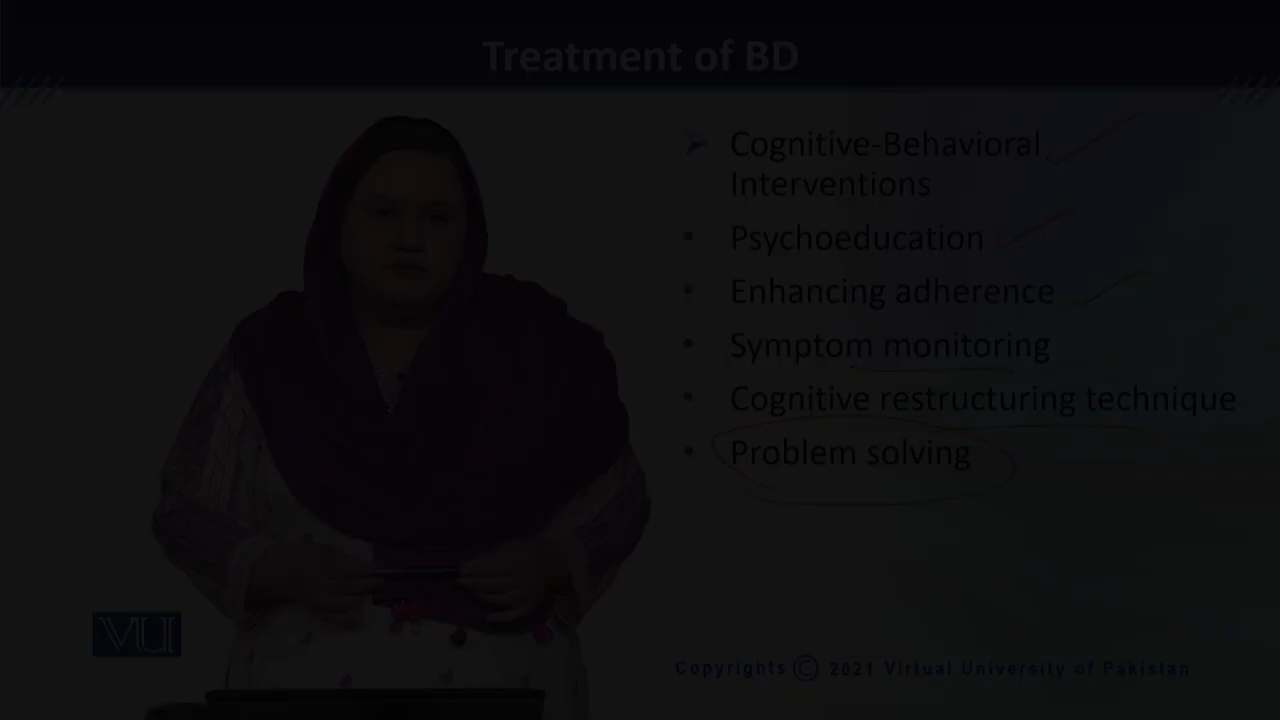 Treatment of BD
Cognitive-Behavioral
Interventions
Psychoeducation
Enhancing adherence
Symptom monitoring
Cognitive restructuring technique
Problem solving
VU
Copyrights © 2021 Virtual University of Pakistan